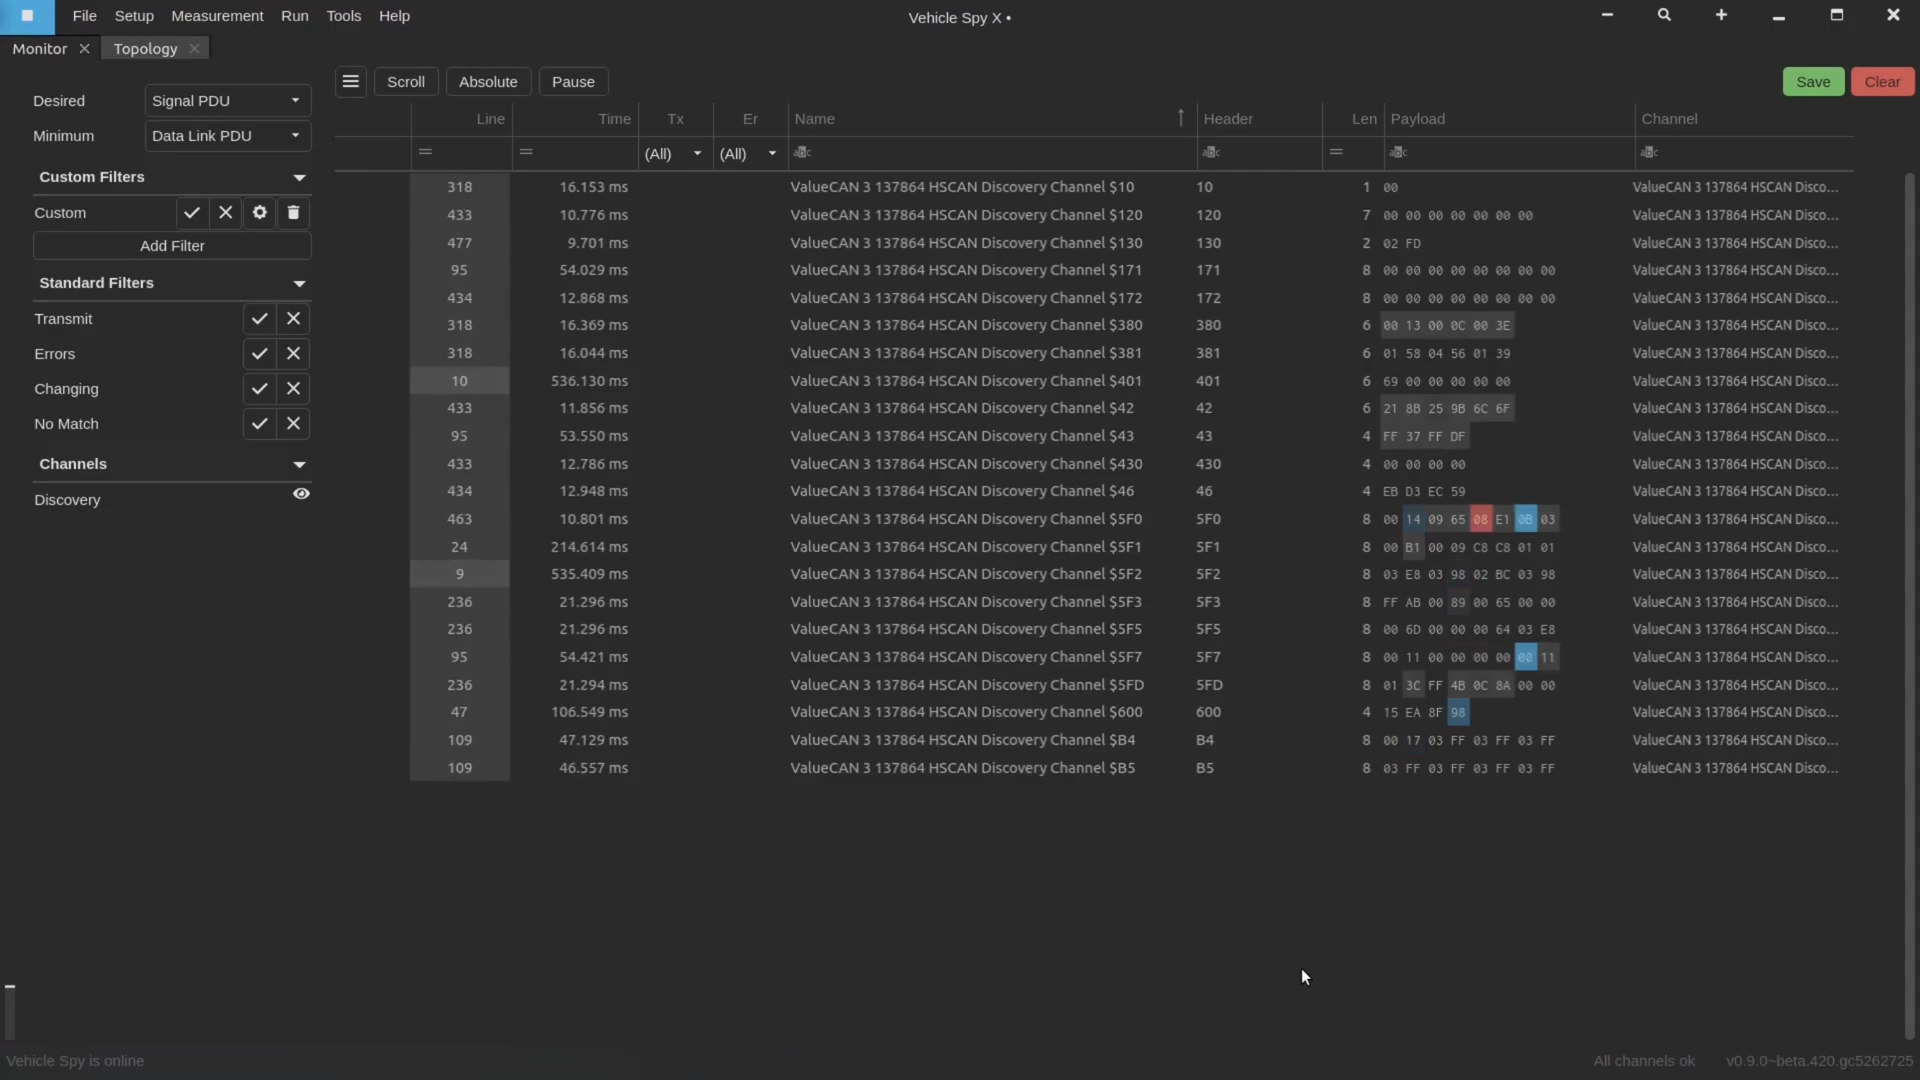 File Setup Measurement Run Tools Help Vehicle Spy X •
Monitor Topology
Scroll Absolute Pause Save Clear
Desired Signal PDU
Minimum Data Link PDU
Custom Filters
Custom
Add Filter
Standard Filters
Transmit
Errors
Changing
No Match
Channels
Discovery
Line Time Tx Er Name Header Len Payload Channel
= = (All) (All) aBc aBc = aBc aBc
318 16.153 ms ValueCAN 3 137864 HSCAN Discovery Channel $10 10 1 00 ValueCAN 3 137864 HSCAN Disco...
433 10.776 ms ValueCAN 3 137864 HSCAN Discovery Channel $120 120 7 00 00 00 00 00 00 00 ValueCAN 3 137864 HSCAN Disco...
477 9.701 ms ValueCAN 3 137864 HSCAN Discovery Channel $130 130 2 02 FD ValueCAN 3 137864 HSCAN Disco...
95 54.029 ms ValueCAN 3 137864 HSCAN Discovery Channel $171 171 8 00 00 00 00 00 00 00 00 ValueCAN 3 137864 HSCAN Disco...
434 12.868 ms ValueCAN 3 137864 HSCAN Discovery Channel $172 172 8 00 00 00 00 00 00 00 00 ValueCAN 3 137864 HSCAN Disco...
318 16.369 ms ValueCAN 3 137864 HSCAN Discovery Channel $380 380 6 00 13 00 0C 00 3E ValueCAN 3 137864 HSCAN Disco...
318 16.044 ms ValueCAN 3 137864 HSCAN Discovery Channel $381 381 6 01 58 04 56 01 39 ValueCAN 3 137864 HSCAN Disco...
10 536.130 ms ValueCAN 3 137864 HSCAN Discovery Channel $401 401 6 69 00 00 00 00 00 ValueCAN 3 137864 HSCAN Disco...
433 11.856 ms ValueCAN 3 137864 HSCAN Discovery Channel $42 42 6 21 8B 25 9B 6C 6F ValueCAN 3 137864 HSCAN Disco...
95 53.550 ms ValueCAN 3 137864 HSCAN Discovery Channel $43 43 4 FF 37 FF DF ValueCAN 3 137864 HSCAN Disco...
433 12.786 ms ValueCAN 3 137864 HSCAN Discovery Channel $430 430 4 00 00 00 00 ValueCAN 3 137864 HSCAN Disco...
434 12.948 ms ValueCAN 3 137864 HSCAN Discovery Channel $46 46 4 EB D3 EC 59 ValueCAN 3 137864 HSCAN Disco...
463 10.801 ms ValueCAN 3 137864 HSCAN Discovery Channel $5F0 5F0 8 00 14 09 65 08 E1 0B 03 ValueCAN 3 137864 HSCAN Disco...
24 214.614 ms ValueCAN 3 137864 HSCAN Discovery Channel $5F1 5F1 8 00 B1 00 09 C8 C8 01 01 ValueCAN 3 137864 HSCAN Disco...
9 535.409 ms ValueCAN 3 137864 HSCAN Discovery Channel $5F2 5F2 8 03 E8 03 98 02 BC 03 98 ValueCAN 3 137864 HSCAN Disco...
236 21.296 ms ValueCAN 3 137864 HSCAN Discovery Channel $5F3 5F3 8 FF AB 00 89 00 65 00 00 ValueCAN 3 137864 HSCAN Disco...
236 21.296 ms ValueCAN 3 137864 HSCAN Discovery Channel $5F5 5F5 8 00 6D 00 00 00 64 03 E8 ValueCAN 3 137864 HSCAN Disco...
95 54.421 ms ValueCAN 3 137864 HSCAN Discovery Channel $5F7 5F7 8 00 11 00 00 00 00 00 11 ValueCAN 3 137864 HSCAN Disco...
236 21.294 ms ValueCAN 3 137864 HSCAN Discovery Channel $5FD 5FD 8 01 3C FF 4B 0C 8A 00 00 ValueCAN 3 137864 HSCAN Disco...
47 106.549 ms ValueCAN 3 137864 HSCAN Discovery Channel $600 600 4 15 EA 8F 98 ValueCAN 3 137864 HSCAN Disco...
109 47.129 ms ValueCAN 3 137864 HSCAN Discovery Channel $B4 B4 8 00 17 03 FF 03 FF 03 FF ValueCAN 3 137864 HSCAN Disco...
109 46.557 ms ValueCAN 3 137864 HSCAN Discovery Channel $B5 B5 8 03 FF 03 FF 03 FF 03 FF ValueCAN 3 137864 HSCAN Disco...
Vehicle Spy is online All channels ok v0.9.0~beta.420.gc5262725